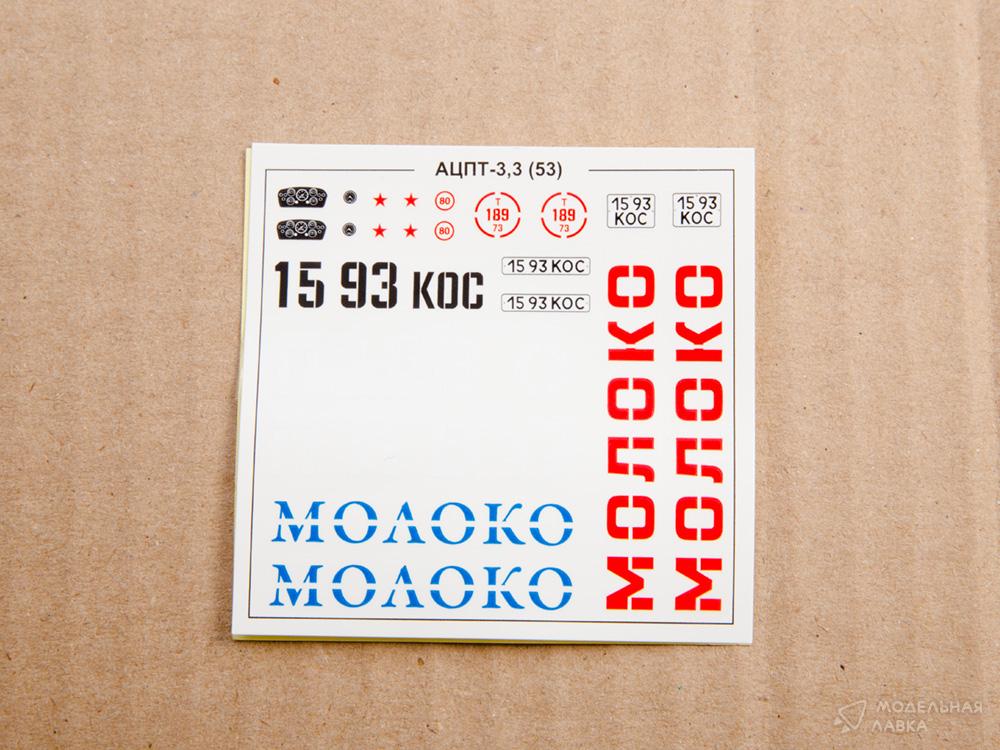 АЦПТ-3,3 (53)
80
Т
189
73
Т
189
73
15 93
КОС
15 93
КОС
80
15 93 КОС
15 93 КОС
15 93 КОС
МОЛОКО
МОЛОКО
МОЛОКО
МОЛОКО
МОДЕЛЬНАЯ
ЛАВКА